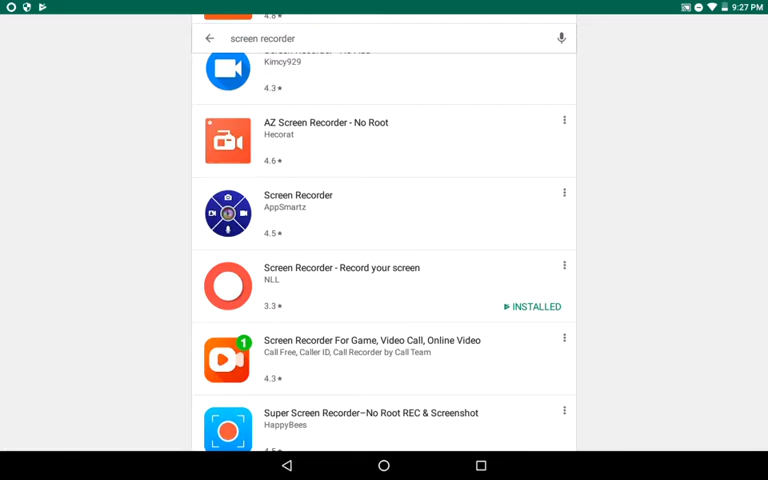 9:27 PM
4.8★
screen recorder
Kimcy929
4.3★
AZ Screen Recorder - No Root
Hecorat
4.6★
Screen Recorder
AppSmartz
4.5★
Screen Recorder - Record your screen
NLL
3.3★
INSTALLED
1
Screen Recorder For Game, Video Call, Online Video
Call Free, Caller ID, Call Recorder by Call Team
4.3★
Super Screen Recorder–No Root REC & Screenshot
HappyBees